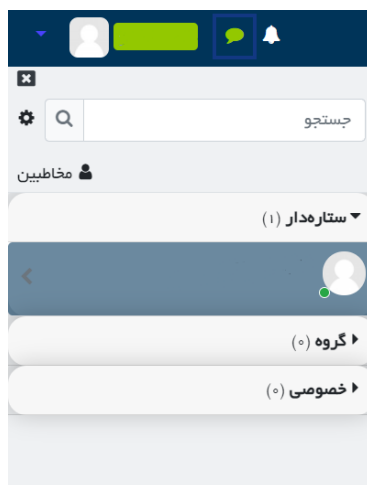 جستجو
مخاطبین
ستاره‌دار (۱)
گروه (۰)
خصوصی (۰)